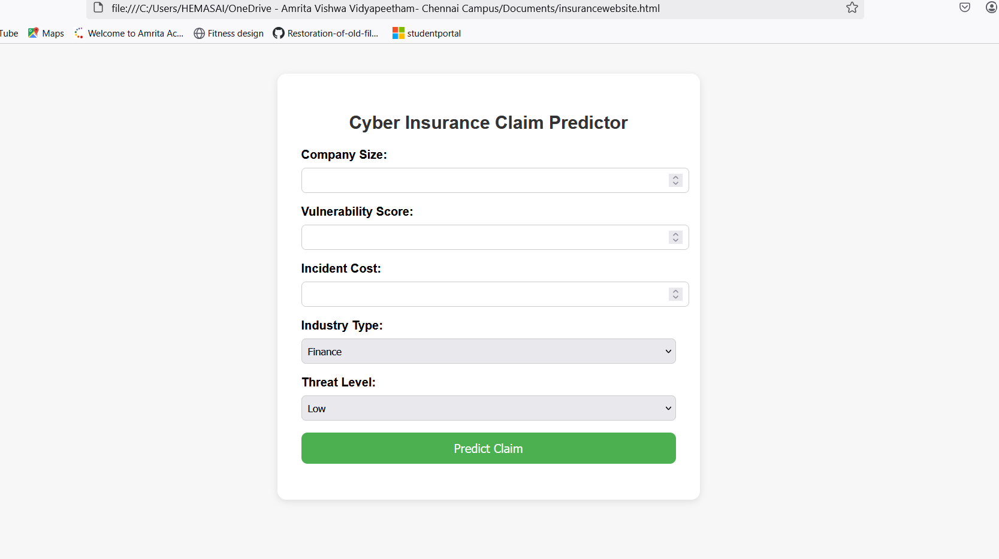 file:///C:/Users/HEMASAI/OneDrive - Amrita Vishwa Vidyapeetham- Chennai Campus/Documents/insurancewebsite.html
Tube Maps Welcome to Amrita Ac... Fitness design Restoration-of-old-fil... studentportal
Cyber Insurance Claim Predictor
Company Size:
Vulnerability Score:
Incident Cost:
Industry Type:
Finance
Threat Level:
Low
Predict Claim